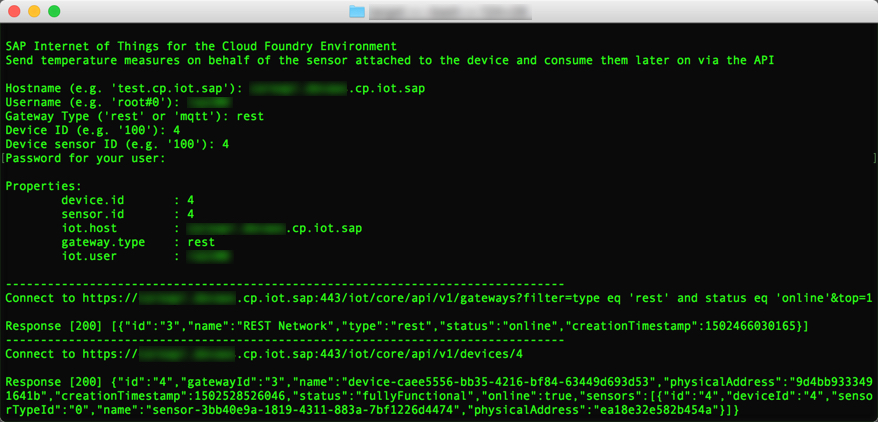 SAP Internet of Things for the Cloud Foundry Environment
Send temperature measures on behalf of the sensor attached to the device and consume them later on via the API
Hostname (e.g. 'test.cp.iot.sap'): .cp.iot.sap
Username (e.g. 'root#0'):
Gateway Type ('rest' or 'mqtt'): rest
Device ID (e.g. '100'): 4
Device sensor ID (e.g. '100'): 4
[Password for your user: ]
Properties:
device.id : 4
sensor.id : 4
iot.host : .cp.iot.sap
gateway.type : rest
iot.user :
--------------------------------------------------------------------------------
Connect to https:// .cp.iot.sap:443/iot/core/api/v1/gateways?filter=type eq 'rest' and status eq 'online'&top=1
Response [200] [{"id":"3","name":"REST Network","type":"rest","status":"online","creationTimestamp":1502466030165}]
--------------------------------------------------------------------------------
Connect to https:// .cp.iot.sap:443/iot/core/api/v1/devices/4
Response [200] {"id":"4","gatewayId":"3","name":"device-caee5556-bb35-4216-bf84-63449d693d53","physicalAddress":"9d4bb933349
1641b","creationTimestamp":1502528526046,"status":"fullyFunctional","online":true,"sensors":[{"id":"4","deviceId":"4","senso
rTypeId":"0","name":"sensor-3bb40e9a-1819-4311-883a-7bf1226d4474","physicalAddress":"ea18e32e582b454a"}]}